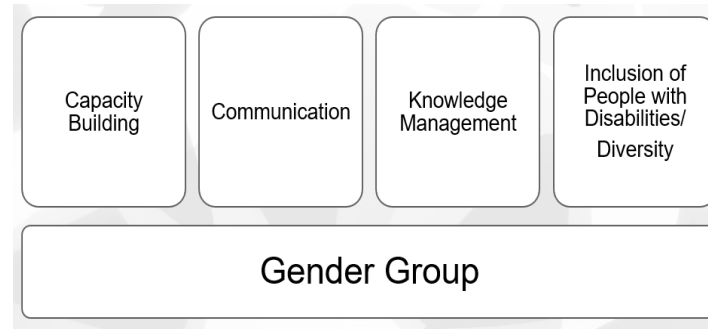 Capacity
Building
Communication
Knowledge
Management
Inclusion of
People with
Disabilities/
Diversity
Gender Group